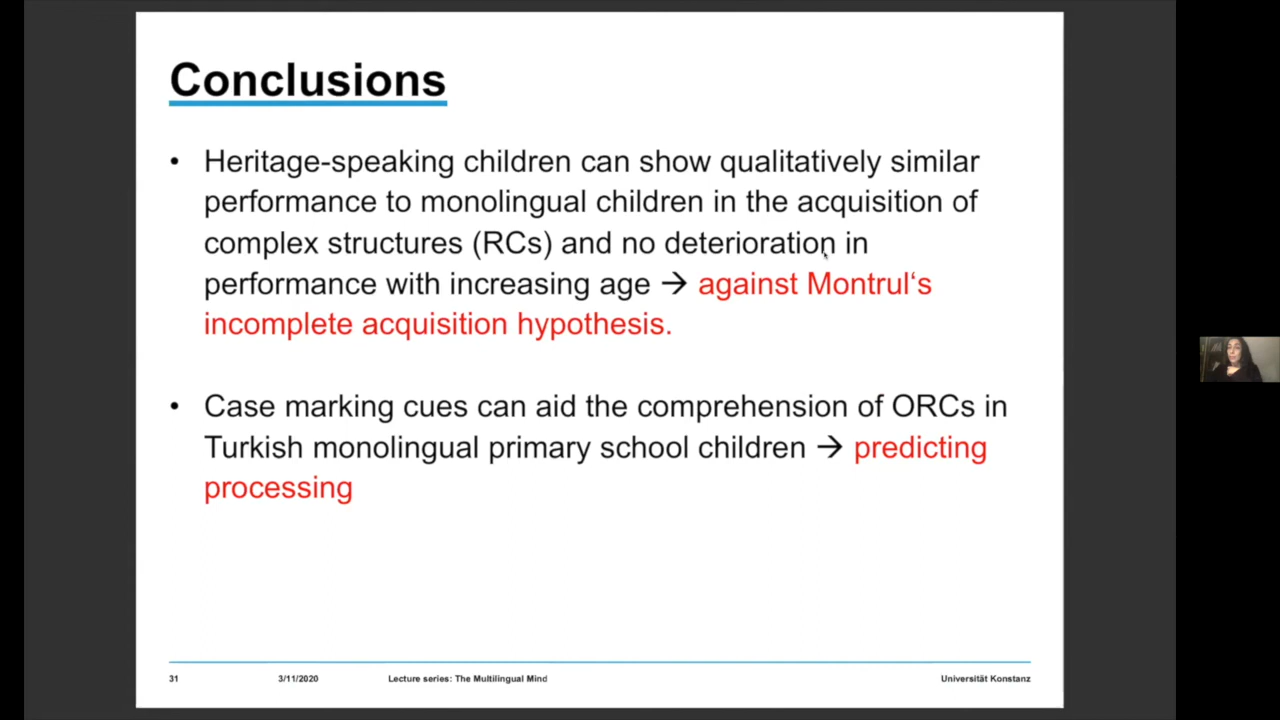 Conclusions
• Heritage-speaking children can show qualitatively similar
performance to monolingual children in the acquisition of
complex structures (RCs) and no deterioration in
performance with increasing age → against Montrul‘s
incomplete acquisition hypothesis.
• Case marking cues can aid the comprehension of ORCs in
Turkish monolingual primary school children → predicting
processing
31 3/11/2020 Lecture series: The Multilingual Mind Universität Konstanz